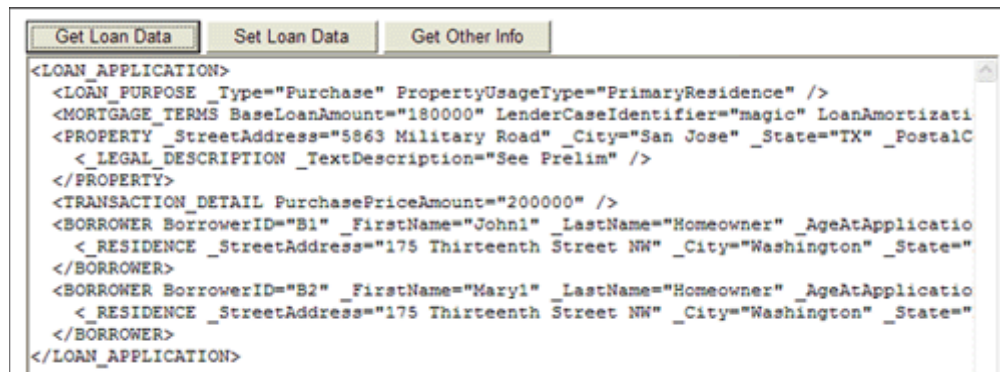 Get Loan Data Set Loan Data Get Other Info
<LOAN_APPLICATION>
<LOAN_PURPOSE _Type="Purchase" PropertyUsageType="PrimaryResidence" />
<MORTGAGE_TERMS BaseLoanAmount="180000" LenderCaseIdentifier="magic" LoanAmortizati
<PROPERTY _StreetAddress="5863 Military Road" _City="San Jose" _State="TX" _PostalC
<_LEGAL_DESCRIPTION _TextDescription="See Prelim" />
</PROPERTY>
<TRANSACTION_DETAIL PurchasePriceAmount="200000" />
<BORROWER BorrowerID="B1" _FirstName="John1" _LastName="Homeowner" _AgeAtApplicatio
<_RESIDENCE _StreetAddress="175 Thirteenth Street NW" _City="Washington" _State="
</BORROWER>
<BORROWER BorrowerID="B2" _FirstName="Mary1" _LastName="Homeowner" _AgeAtApplicatio
<_RESIDENCE _StreetAddress="175 Thirteenth Street NW" _City="Washington" _State="
</BORROWER>
</LOAN_APPLICATION>